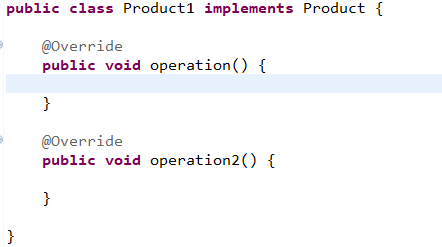 public class Product1 implements Product {
@Override
public void operation() {
}
@Override
public void operation2() {
}
}